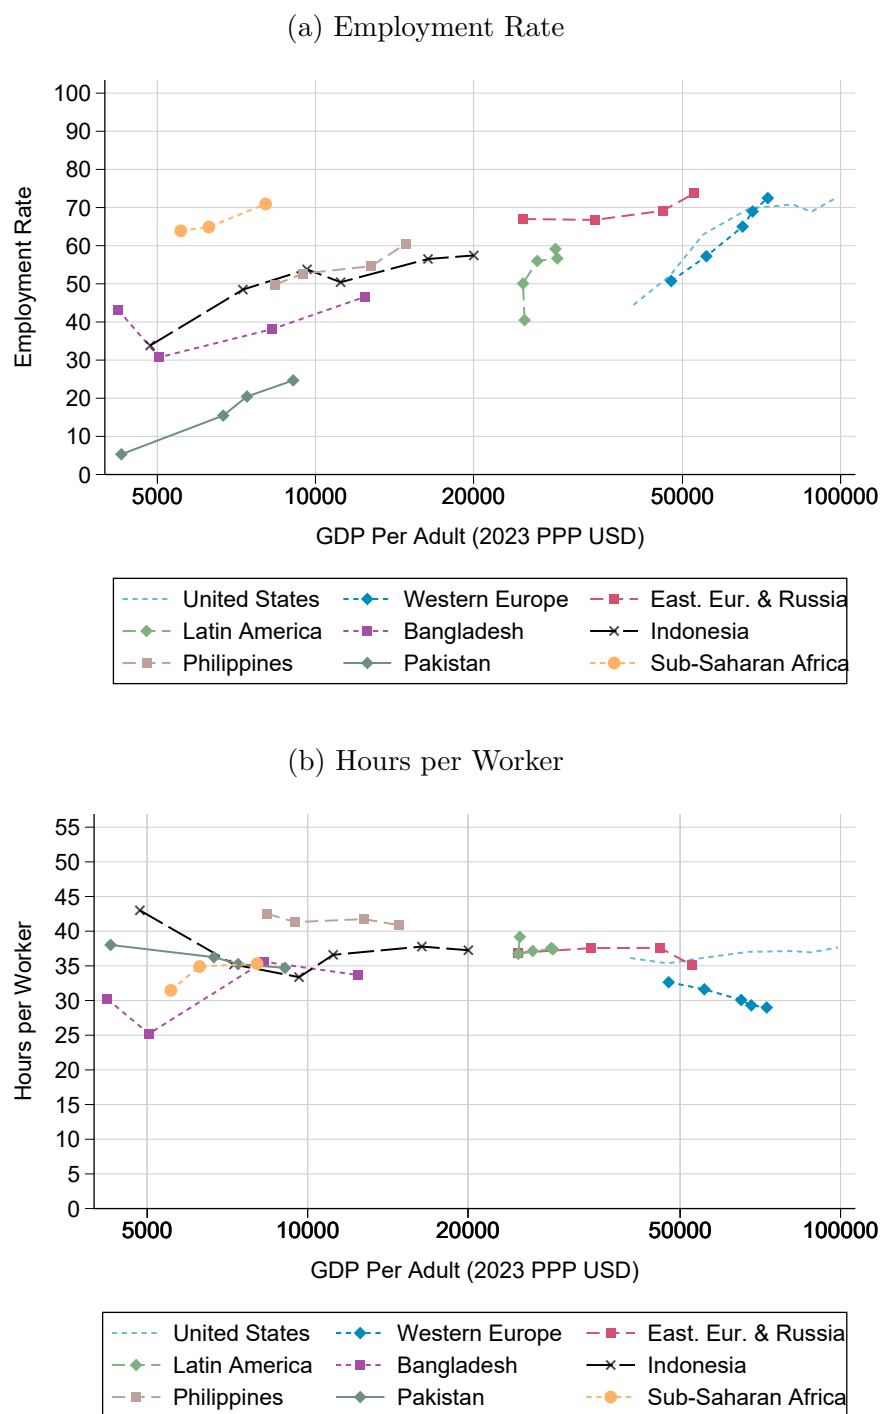 (a) Employment Rate
100
90
80
70
60
50
40
30
20
10
0
Employment Rate
5000 10000 20000 50000 100000
GDP Per Adult (2023 PPP USD)
United States Western Europe East. Eur. & Russia
Latin America Bangladesh Indonesia
Philippines Pakistan Sub-Saharan Africa
(b) Hours per Worker
55
50
45
40
35
30
25
20
15
10
5
0
Hours per Worker
5000 10000 20000 50000 100000
GDP Per Adult (2023 PPP USD)
United States Western Europe East. Eur. & Russia
Latin America Bangladesh Indonesia
Philippines Pakistan Sub-Saharan Africa